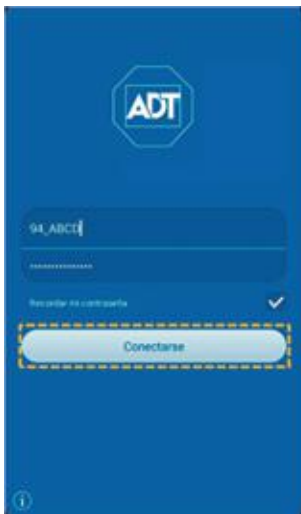 ADT
94_ABCD
••••••••••••••
Recordar mi contraseña
Conectarse
i